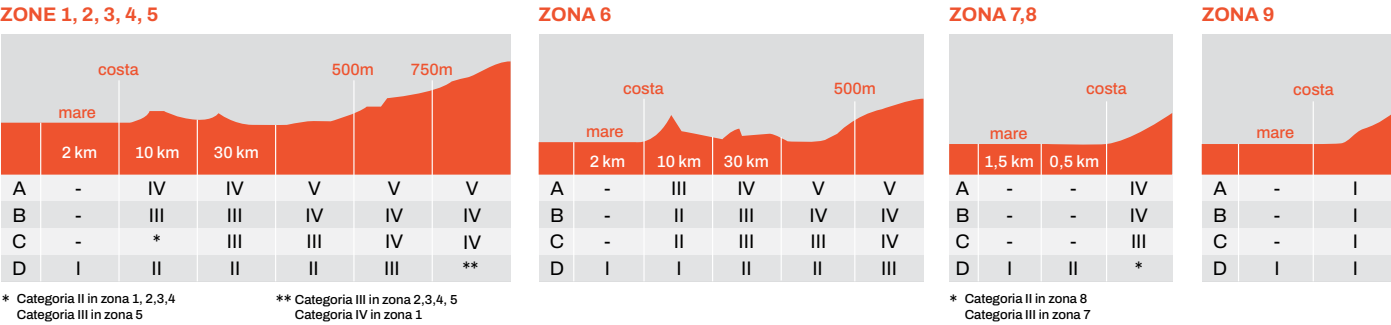 ZONE 1, 2, 3, 4, 5
costa
500m
750m
mare
2 km
10 km
30 km
A - IV IV V V V
B - III III IV IV IV
C - * III III IV IV
D I II II II III **
* Categoria II in zona 1, 2,3,4
Categoria III in zona 5
** Categoria III in zona 2,3,4, 5
Categoria IV in zona 1
ZONA 6
costa
500m
mare
2 km
10 km
30 km
A - III IV V V
B - II III IV IV
C - II III III IV
D I I II II III
ZONA 7,8
costa
mare
1,5 km
0,5 km
A - - IV
B - - IV
C - - III
D I II *
* Categoria II in zona 8
Categoria III in zona 7
ZONA 9
costa
mare
A - I
B - I
C - I
D I I